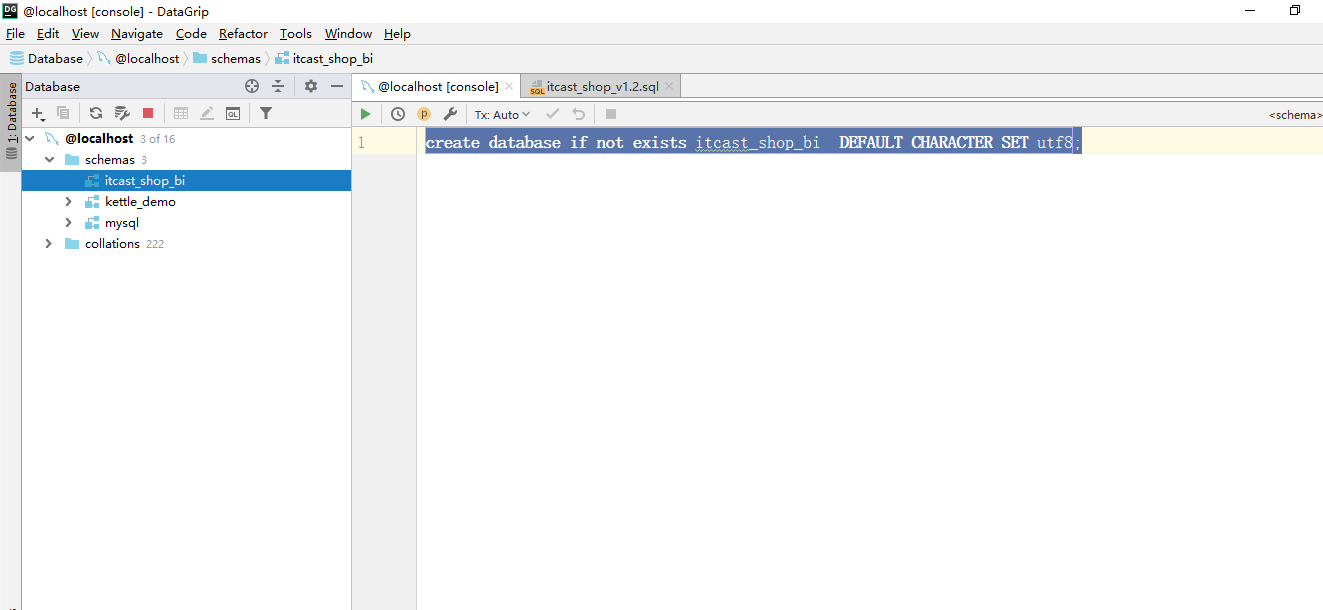 DG @localhost [console] - DataGrip
File Edit View Navigate Code Refactor Tools Window Help
Database @localhost schemas itcast_shop_bi
1: Database
Database
@localhost [console] SQL itcast_shop_v1.2.sql
QL
p Tx: Auto <schema>
@localhost 3 of 16
schemas 3
itcast_shop_bi
kettle_demo
mysql
collations 222
1 create database if not exists itcast_shop_bi  DEFAULT CHARACTER SET utf8;